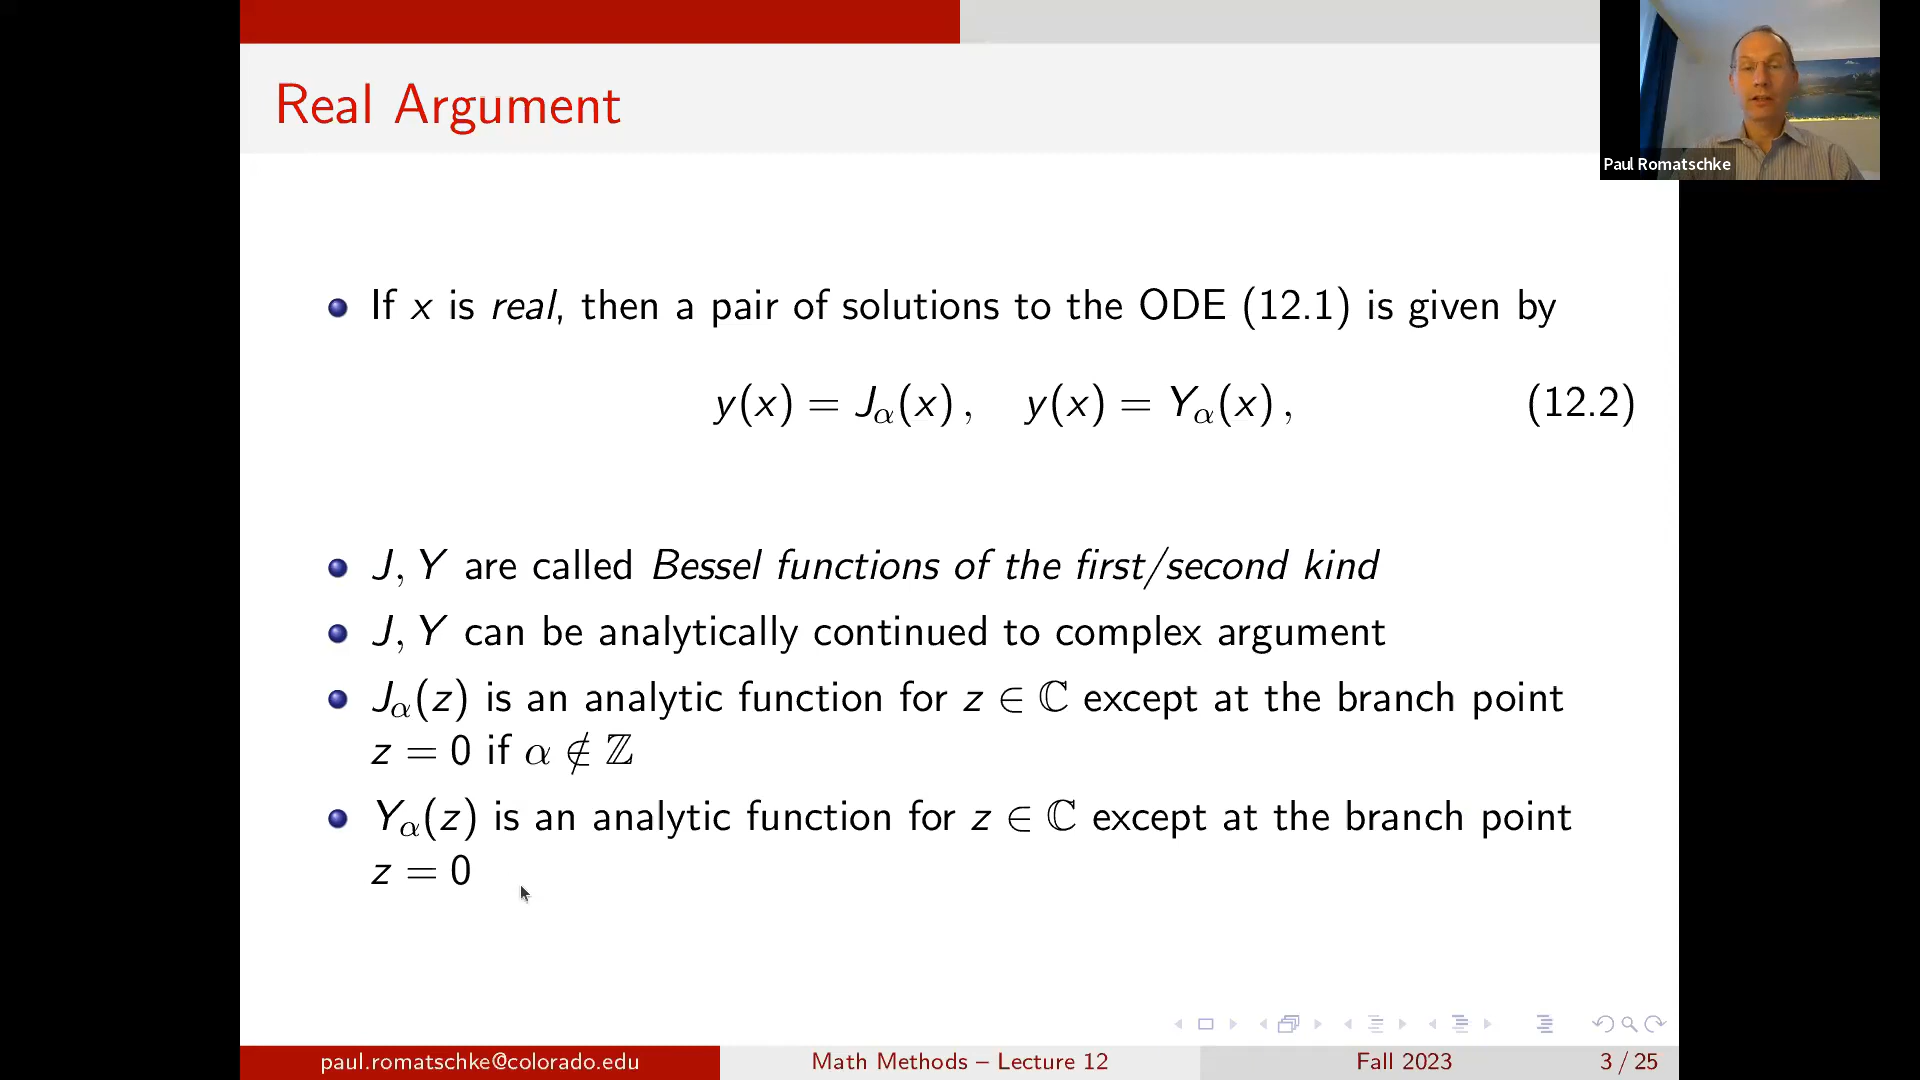 Real Argument
Paul Romatschke
If x is real, then a pair of solutions to the ODE (12.1) is given by
y(x) = J_α(x), y(x) = Y_α(x), (12.2)
J, Y are called Bessel functions of the first/second kind
J, Y can be analytically continued to complex argument
J_α(z) is an analytic function for z ∈ ℂ except at the branch point
z = 0 if α ∉ ℤ
Y_α(z) is an analytic function for z ∈ ℂ except at the branch point
z = 0
paul.romatschke@colorado.edu Math Methods – Lecture 12 Fall 2023 3 / 25